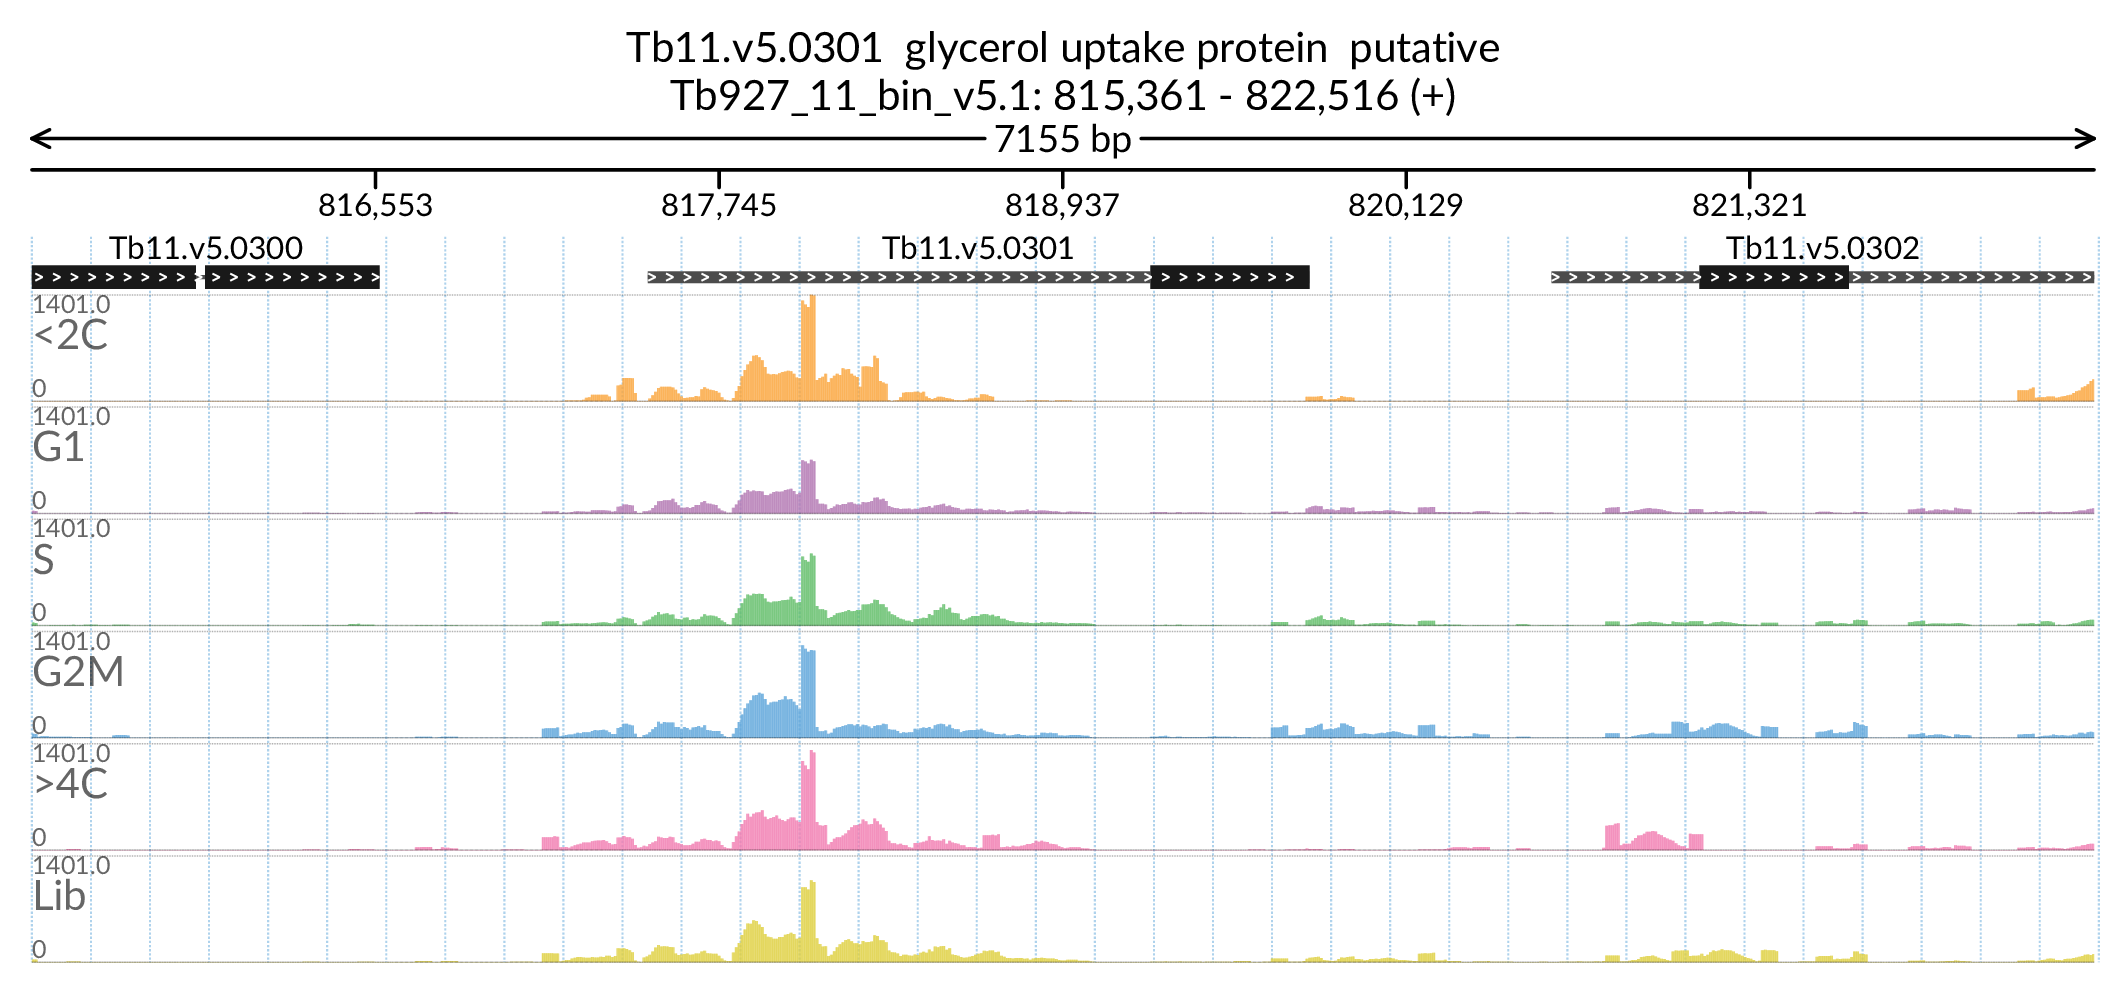 Tb11.v5.0301 glycerol uptake protein putative
Tb927_11_bin_v5.1: 815,361 - 822,516 (+)
7155 bp
816,553 817,745 818,937 820,129 821,321
Tb11.v5.0300 Tb11.v5.0301 Tb11.v5.0302
1401.0
<2C
0
1401.0
G1
0
1401.0
S
0
1401.0
G2M
0
1401.0
>4C
0
1401.0
Lib
0